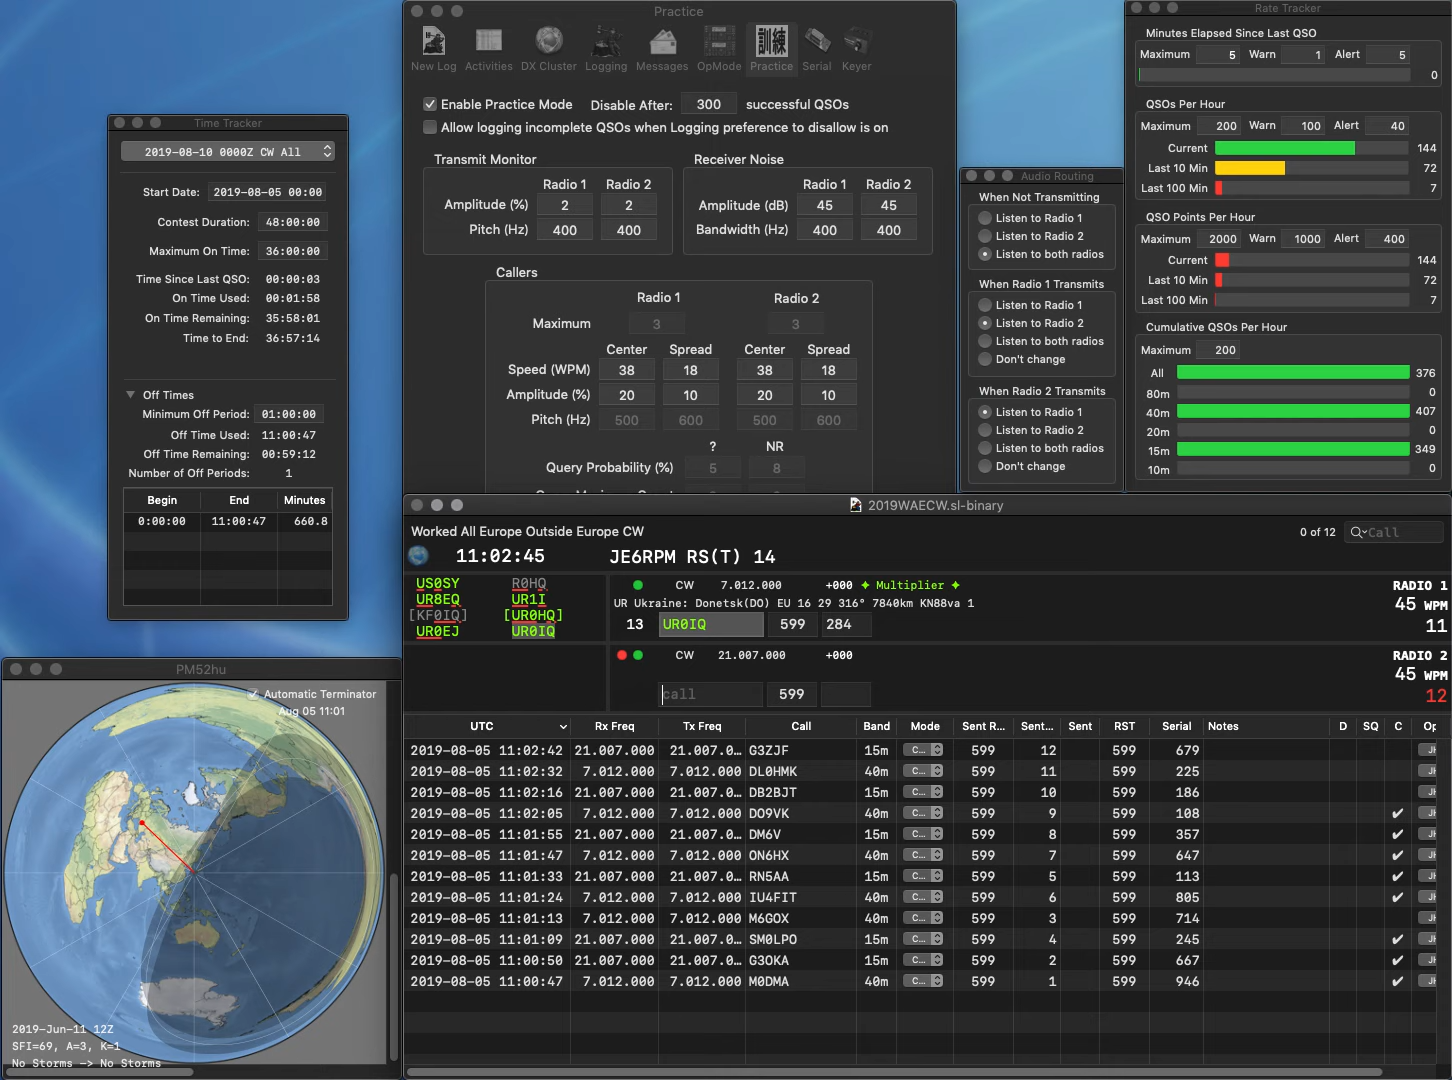 Practice
New Log Activities DX Cluster Logging Messages OpMode 訓練 Practice Serial Keyer
Enable Practice Mode Disable After: 300 successful QSOs
Allow logging incomplete QSOs when Logging preference to disallow is on
Transmit Monitor
Radio 1 Radio 2
Amplitude (%) 2 2
Pitch (Hz) 400 400
Receiver Noise
Radio 1 Radio 2
Amplitude (dB) 45 45
Bandwidth (Hz) 400 400
Callers
Radio 1 Radio 2
Maximum 3 3
Center Spread Center Spread
Speed (WPM) 38 18 38 18
Amplitude (%) 20 10 20 10
Pitch (Hz) 500 600 500 600
? NR
Query Probability (%) 5 8
Time Tracker
2019-08-10 0000Z CW All
Start Date: 2019-08-05 00:00
Contest Duration: 48:00:00
Maximum On Time: 36:00:00
Time Since Last QSO: 00:00:03
On Time Used: 00:01:58
On Time Remaining: 35:58:01
Time to End: 36:57:14
Off Times
Minimum Off Period: 01:00:00
Off Time Used: 11:00:47
Off Time Remaining: 00:59:12
Number of Off Periods: 1
Begin End Minutes
0:00:00 11:00:47 660.8
Audio Routing
When Not Transmitting
Listen to Radio 1
Listen to Radio 2
Listen to both radios
When Radio 1 Transmits
Listen to Radio 1
Listen to Radio 2
Listen to both radios
Don't change
When Radio 2 Transmits
Listen to Radio 1
Listen to Radio 2
Listen to both radios
Don't change
Rate Tracker
Minutes Elapsed Since Last QSO
Maximum 5 Warn 1 Alert 5
0
QSOs Per Hour
Maximum 200 Warn 100 Alert 40
Current 144
Last 10 Min 72
Last 100 Min 7
QSO Points Per Hour
Maximum 2000 Warn 1000 Alert 400
Current 144
Last 10 Min 72
Last 100 Min 7
Cumulative QSOs Per Hour
Maximum 200
All 376
80m 0
40m 407
20m 0
15m 349
10m 0
PM52hu
Automatic Terminator
Aug 05 11:01
2019-Jun-11 12Z
SFI=69, A=3, K=1
No Storms -> No Storms
2019WAECW.sl-binary
Worked All Europe Outside Europe CW 0 of 12 Call
11:02:45 JE6RPM RS(T) 14
US0SY R0HQ
UR8EQ UR1I
[KF0IQ] [UR0HQ]
UR0EJ UR0IQ
CW 7.012.000 +000 ✦ Multiplier ✦ RADIO 1
UR Ukraine: Donetsk(DO) EU 16 29 316° 7840km KN88va 1 45 WPM
13 UR0IQ 599 284 11
CW 21.007.000 +000 RADIO 2
45 WPM
call 599 12
UTC Rx Freq Tx Freq Call Band Mode Sent R... Sent... Sent RST Serial Notes D SQ C Op
2019-08-05 11:02:42 21.007.000 21.007.0... G3ZJF 15m C... 599 12 599 679
2019-08-05 11:02:32 7.012.000 7.012.000 DL0HMK 40m C... 599 11 599 225
2019-08-05 11:02:16 21.007.000 21.007.0... DB2BJT 15m C... 599 10 599 186
2019-08-05 11:02:05 7.012.000 7.012.000 DO9VK 40m C... 599 9 599 108 ✔
2019-08-05 11:01:55 21.007.000 21.007.0... DM6V 15m C... 599 8 599 357 ✔
2019-08-05 11:01:47 7.012.000 7.012.000 ON6HX 40m C... 599 7 599 647 ✔
2019-08-05 11:01:33 21.007.000 21.007.0... RN5AA 15m C... 599 5 599 113 ✔
2019-08-05 11:01:24 7.012.000 7.012.000 IU4FIT 40m C... 599 6 599 805 ✔
2019-08-05 11:01:13 7.012.000 7.012.000 M6GOX 40m C... 599 3 599 714
2019-08-05 11:01:09 21.007.000 21.007.0... SM0LPO 15m C... 599 4 599 245 ✔
2019-08-05 11:00:50 21.007.000 21.007.0... G3OKA 15m C... 599 2 599 667 ✔
2019-08-05 11:00:47 7.012.000 7.012.000 M0DMA 40m C... 599 1 599 946 ✔